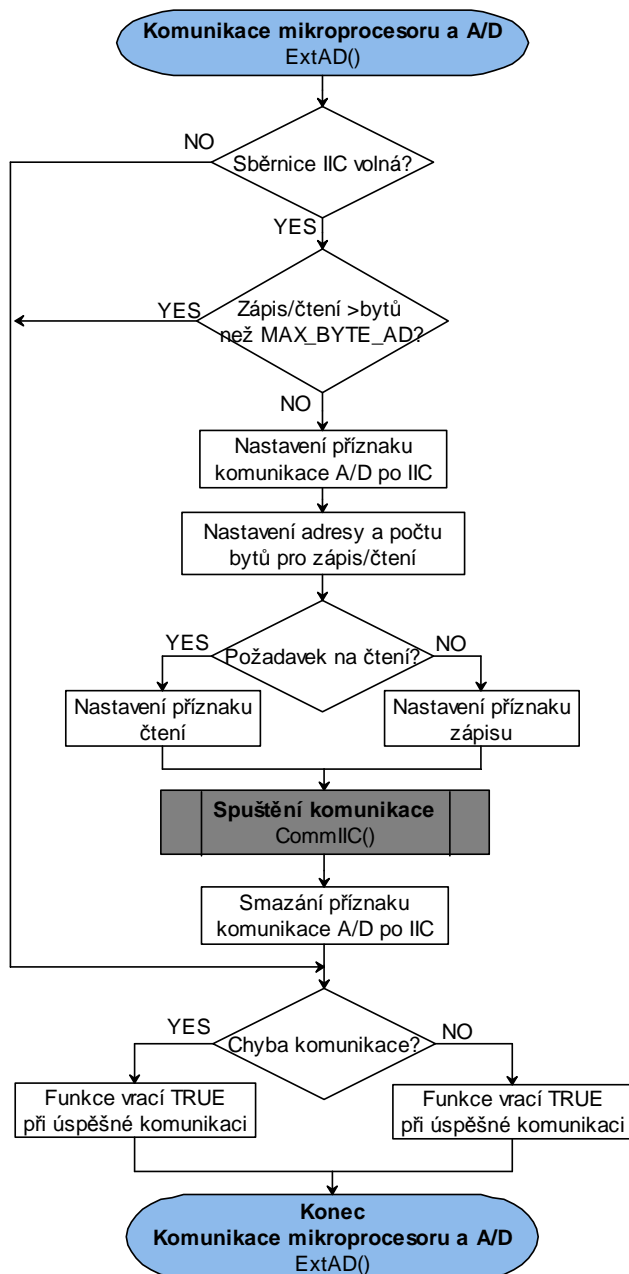 Komunikace mikroprocesoru a A/D
ExtAD()
NO
Sběrnice IIC volná?
YES
YES
Zápis/čtení >bytů
než MAX_BYTE_AD?
NO
Nastavení příznaku
komunikace A/D po IIC
Nastavení adresy a počtu
bytů pro zápis/čtení
YES
NO
Požadavek na čtení?
Nastavení příznaku
čtení
Nastavení příznaku
zápisu
Spuštění komunikace
CommIIC()
Smazání příznaku
komunikace A/D po IIC
YES
NO
Chyba komunikace?
Funkce vrací TRUE
při úspěšné komunikaci
Funkce vrací TRUE
při úspěšné komunikaci
Konec
Komunikace mikroprocesoru a A/D
ExtAD()